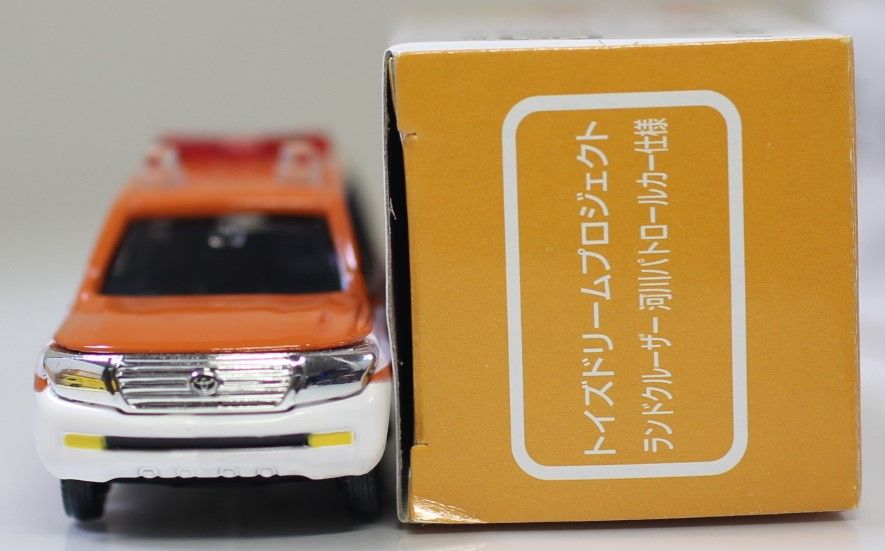 トイズドリームプロジェクト
ランドクルーザー 河川パトロールカー仕様